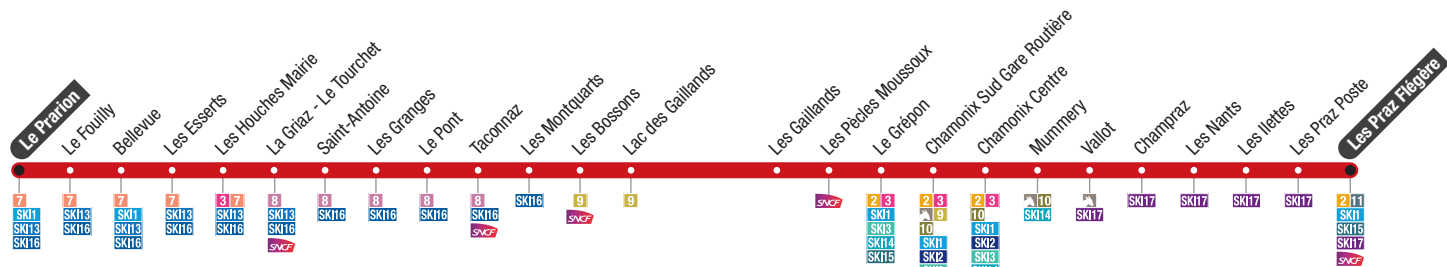 Le Prarion
Le Fouilly
Bellevue
Les Esserts
Les Houches Mairie
La Griaz - Le Tourchet
Saint-Antoine
Les Granges
Le Pont
Taconnaz
Les Montquarts
Les Bossons
Lac des Gaillands
Les Gaillands
Les Pècles Moussoux
Le Grépon
Chamonix Sud Gare Routière
Chamonix Centre
Mummery
Vallot
Champraz
Les Nants
Les Ilettes
Les Praz Poste
Les Praz Flégère
7
SKI1
SKI13
SKI16
7
SKI13
SKI16
7
SKI1
SKI13
SKI16
7
SKI13
SKI16
3 7
SKI13
SKI16
8
SKI13
SKI16
SNCF
8
SKI16
8
SKI16
8
SKI16
8
SKI16
SNCF
SKI16
9
SNCF
9
SNCF
2 3
SKI1
SKI3
SKI14
SKI15
2 3
9
10
SKI1
SKI2
2 3
10
SKI1
SKI2
SKI3
10
SKI14
SKI17
SKI17
SKI17
SKI17
SKI17
2 11
SKI1
SKI15
SKI17
SNCF